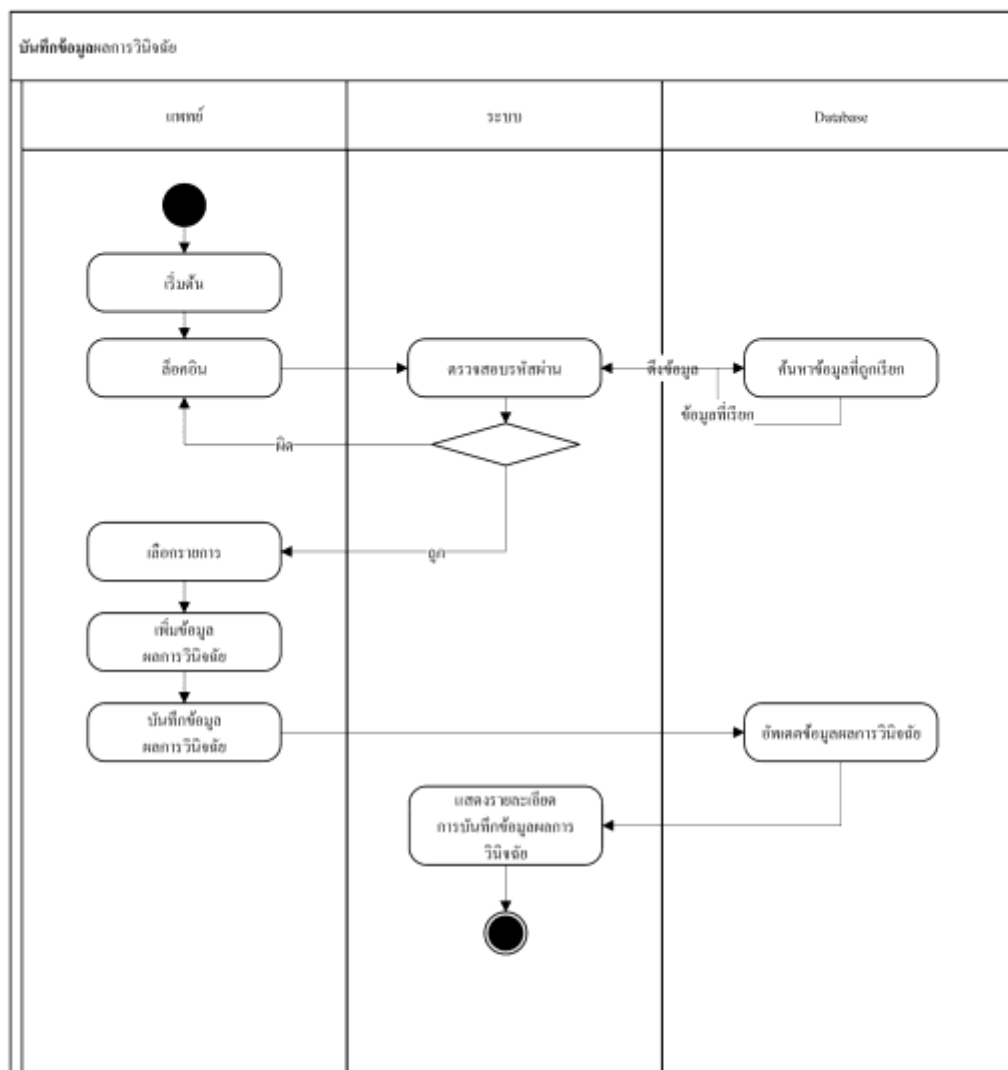 บันทึกข้อมูลผลการวินิจฉัย
แพทย์
ระบบ
Database
เริ่มต้น
ล็อคอิน
ตรวจสอบรหัสผ่าน
ดึงข้อมูล
ค้นหาข้อมูลที่ถูกเรียก
ข้อมูลที่เรียก
ผิด
เลือกรายการ
ถูก
เพิ่มข้อมูล
ผลการวินิจฉัย
บันทึกข้อมูล
ผลการวินิจฉัย
อัพเดตข้อมูลผลการวินิจฉัย
แสดงรายละเอียด
การบันทึกข้อมูลผลการ
วินิจฉัย